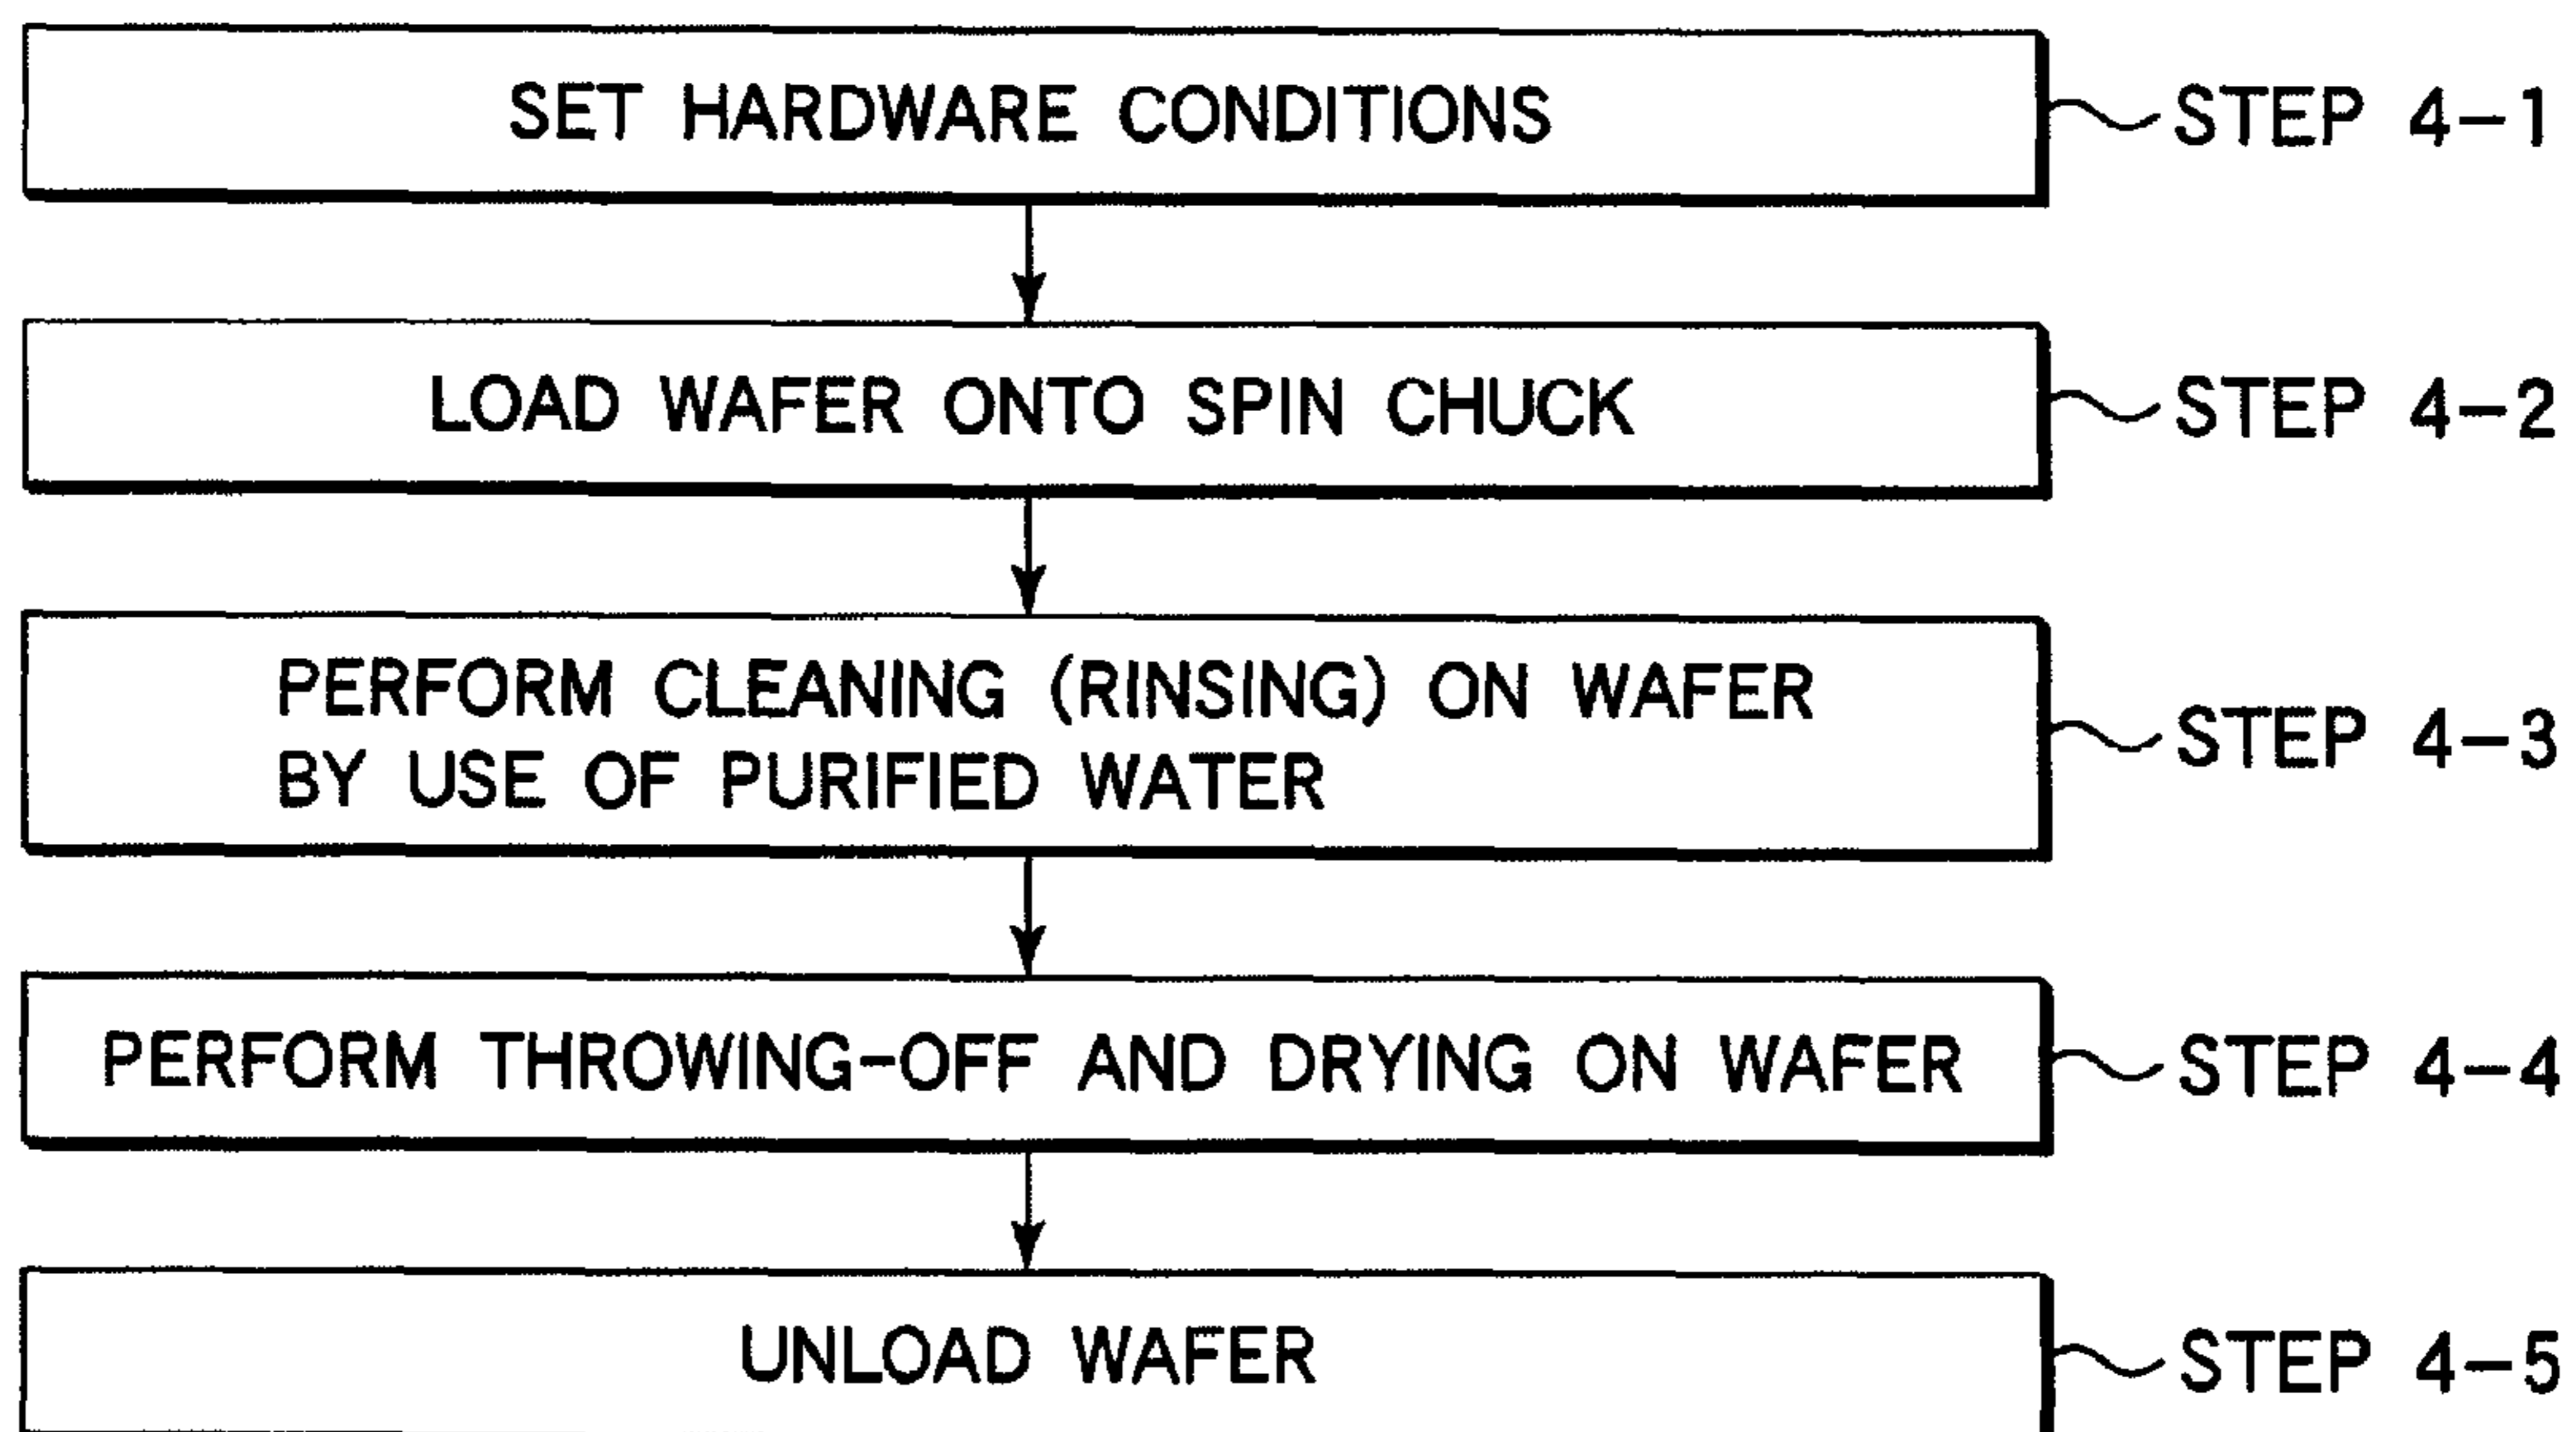 SET HARDWARE CONDITIONS
STEP 4-1
LOAD WAFER ONTO SPIN CHUCK
STEP 4-2
PERFORM CLEANING (RINSING) ON WAFER
BY USE OF PURIFIED WATER
STEP 4-3
PERFORM THROWING-OFF AND DRYING ON WAFER
STEP 4-4
UNLOAD WAFER
STEP 4-5